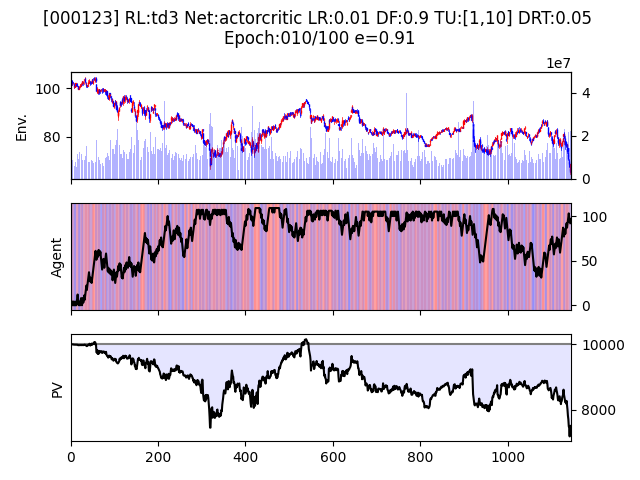 [000123] RL:td3 Net:actorcritic LR:0.01 DF:0.9 TU:[1,10] DRT:0.05
Epoch:010/100 e=0.91
1e7
100
80
Env.
4
2
0
Agent
100
50
0
PV
10000
8000
0
200
400
600
800
1000